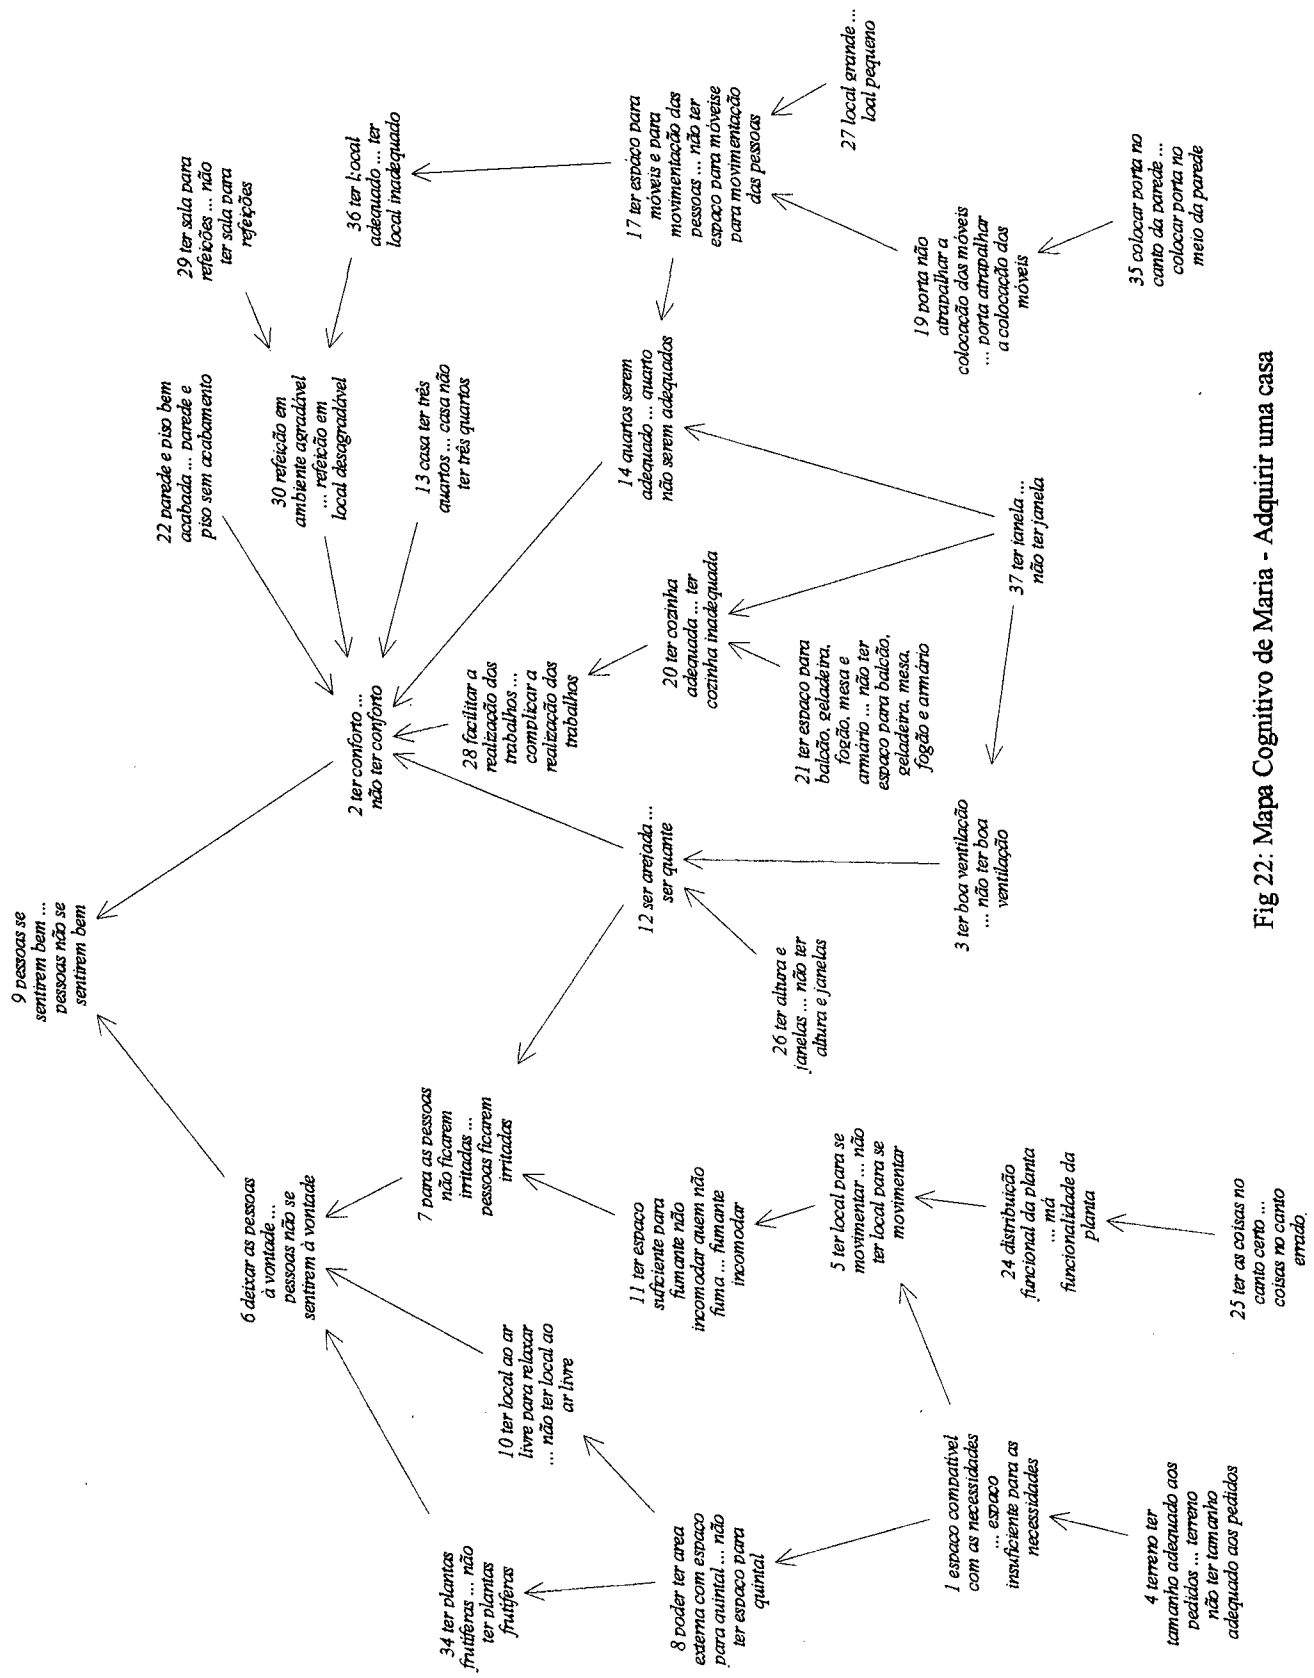 9 pessoas se
sentirem bem ...
pessoas não se
sentirem bem
6 deixar as pessoas
à vontade ...
pessoas não se
sentirem à vontade
2 ter conforto ...
não ter conforto
22 parede e piso bem
acabada ... parede e
piso sem acabamento
29 ter sala para
refeições ... não
ter sala para
refeições
30 refeição em
ambiente agradável
... refeição em
local desagradável
36 ter l:ocal
adequado ... ter
local inadequado
13 casa ter três
quartos ... casa não
ter três quartos
34 ter plantas
frutiferas ... não
ter plantas
frutiferas
10 ter local ao ar
livre para relaxar
... não ter local ao
ar livre
7 para as pessoas
não ficarem
irritadas ...
pessoas ficarem
irritadas
28 facilitar a
realização dos
trabalhos ...
complicar a
realização dos
trabalhos
8 poder ter area
externa com espaço
para quintal ... não
ter espaço para
quintal
11 ter espaço
suficiente para
fumante não
incomodar quem não
fuma ... fumante
incomodar
12 ser arejada ...
ser quante
20 ter cozinha
adequada ... ter
cozinha inadequada
14 quartos serem
adequado ... quarto
não serem adequados
17 ter espaço para
móveis e para
movimentação das
pessoas ... não ter
espaço para móveise
para movimentação
das pessoas
26 ter altura e
janelas ... não ter
altura e janelas
21 ter espaço para
balcão, geladeira,
fogão, mesa e
armário ... não ter
espaço para balcão,
geladeira, mesa,
fogão e armário
27 local grande ...
loal pequeno
5 ter local para se
movimentar ... não
ter local para se
movimentar
19 porta não
atrapalhar a
colocação dos móveis
... porta atrapalhar
a colocação dos
móveis
1 espaco compativel
com as necessidades
... espaco
insuficiente para as
necessidades
24 distribuição
funcional da planta
... má
funcionalidade da
planta
3 ter boa ventilação
... não ter boa
ventilação
37 ter janela ...
não ter janela
4 terreno ter
tamanho adequado aos
pedidos ... terreno
não ter tamanho
adequado aos pedidos
25 ter as coisas no
canto certo ...
coisas no canto
errado.
35 colocar porta no
canto da parede ...
colocar porta no
meio da parede
Fig 22: Mapa Cognitivo de Maria - Adquirir uma casa